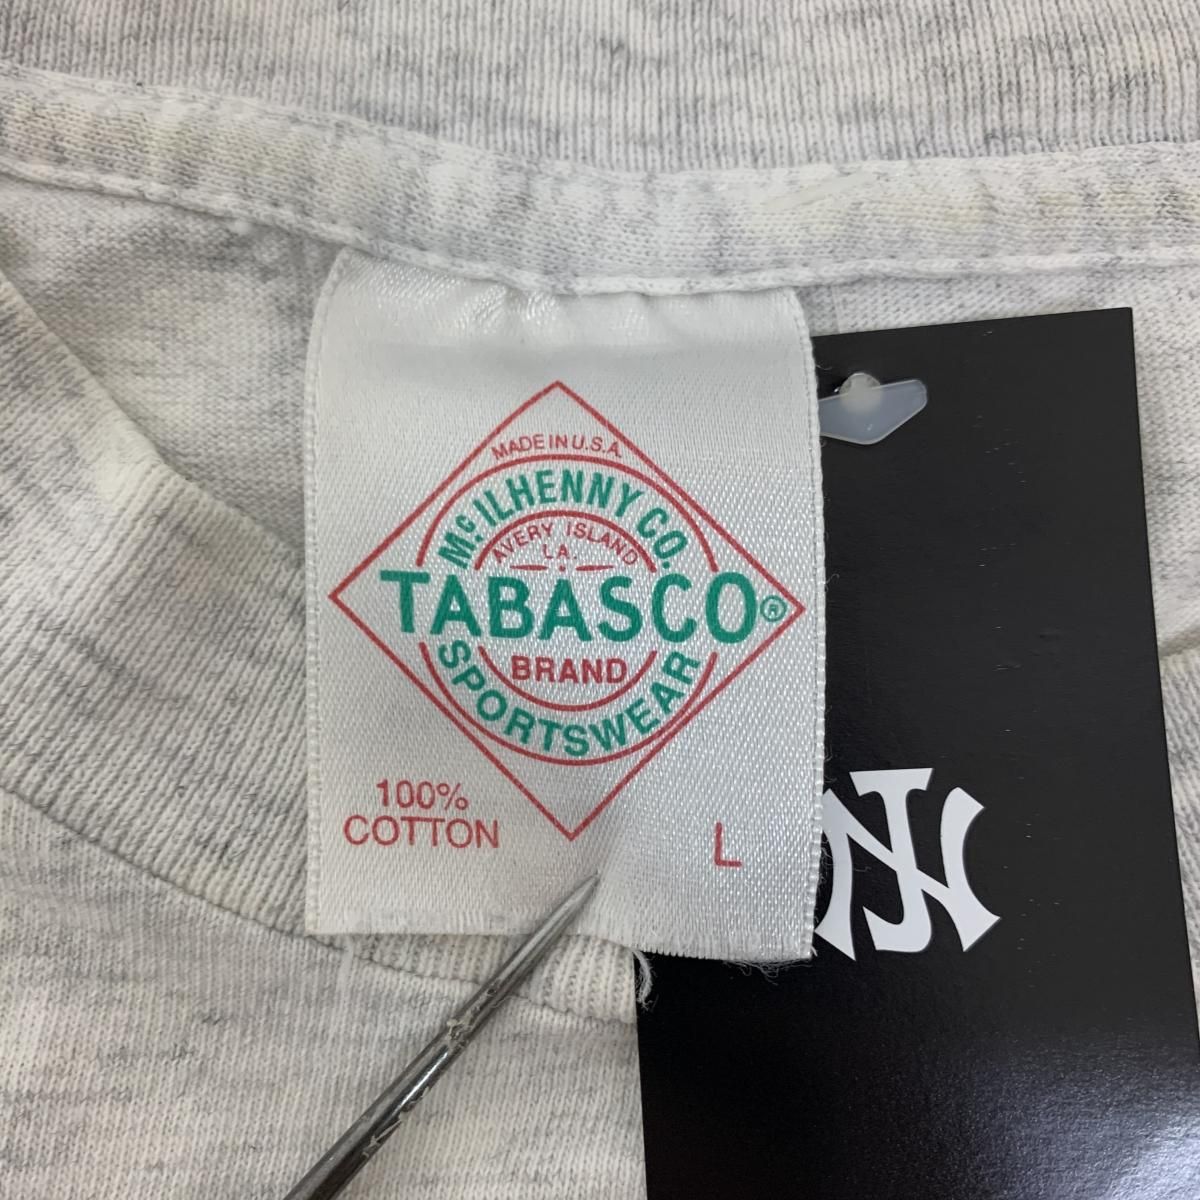 MADE IN U.S.A.
McILHENNY CO.
AVERY ISLAND
LA.
TABASCO®
BRAND
SPORTSWEAR
100%
COTTON
L